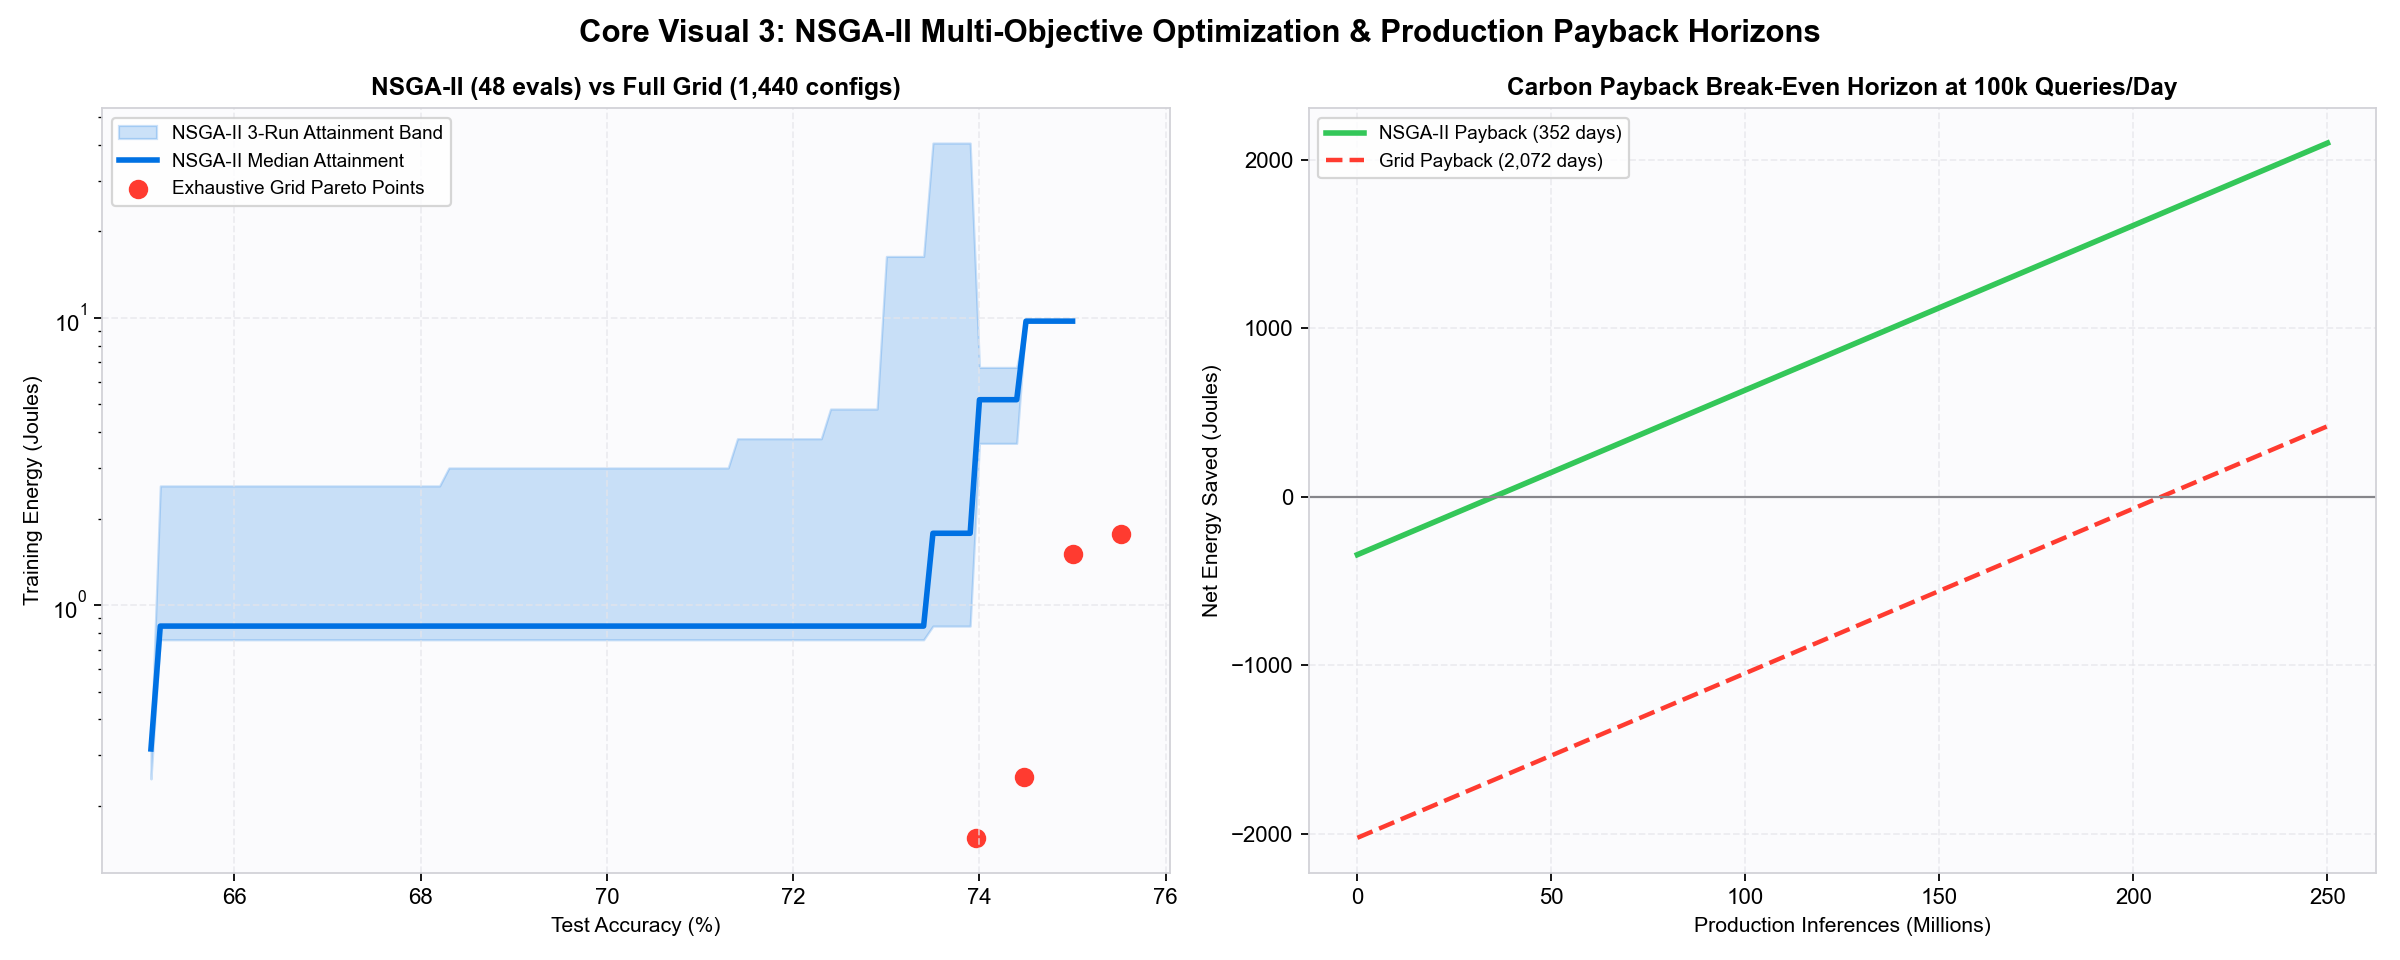 Core Visual 3: NSGA-II Multi-Objective Optimization & Production Payback Horizons
NSGA-II (48 evals) vs Full Grid (1,440 configs)
NSGA-II 3-Run Attainment Band
NSGA-II Median Attainment
Exhaustive Grid Pareto Points
Training Energy (Joules)
10^1
10^0
66 68 70 72 74 76
Test Accuracy (%)
Carbon Payback Break-Even Horizon at 100k Queries/Day
NSGA-II Payback (352 days)
Grid Payback (2,072 days)
Net Energy Saved (Joules)
2000
1000
0
−1000
−2000
0 50 100 150 200 250
Production Inferences (Millions)